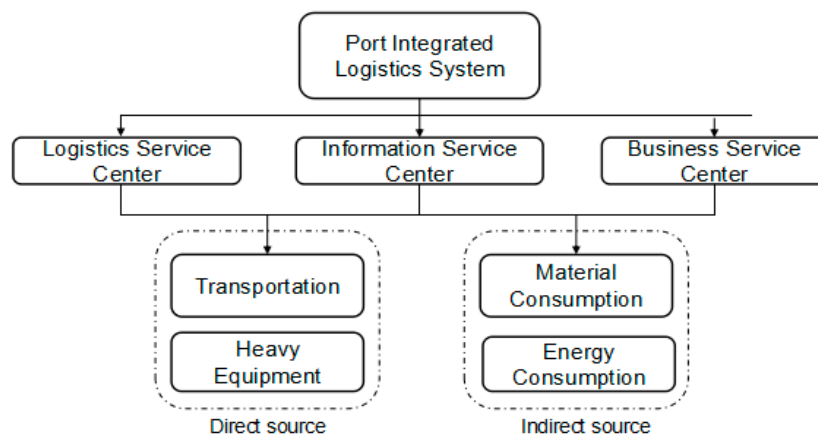 Port Integrated
Logistics System
Logistics Service
Center
Information Service
Center
Business Service
Center
Transportation
Heavy
Equipment
Material
Consumption
Energy
Consumption
Direct source
Indirect source